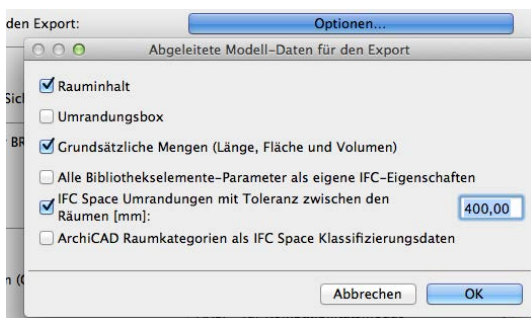 den Export:
Optionen...
Abgeleitete Modell-Daten für den Export
Rauminhalt
Umrandungsbox
Grundsätzliche Mengen (Länge, Fläche und Volumen)
Alle Bibliothekselemente-Parameter als eigene IFC-Eigenschaften
IFC Space Umrandungen mit Toleranz zwischen den
Räumen [mm]:
400,00
ArchiCAD Raumkategorien als IFC Space Klassifizierungsdaten
Abbrechen
OK